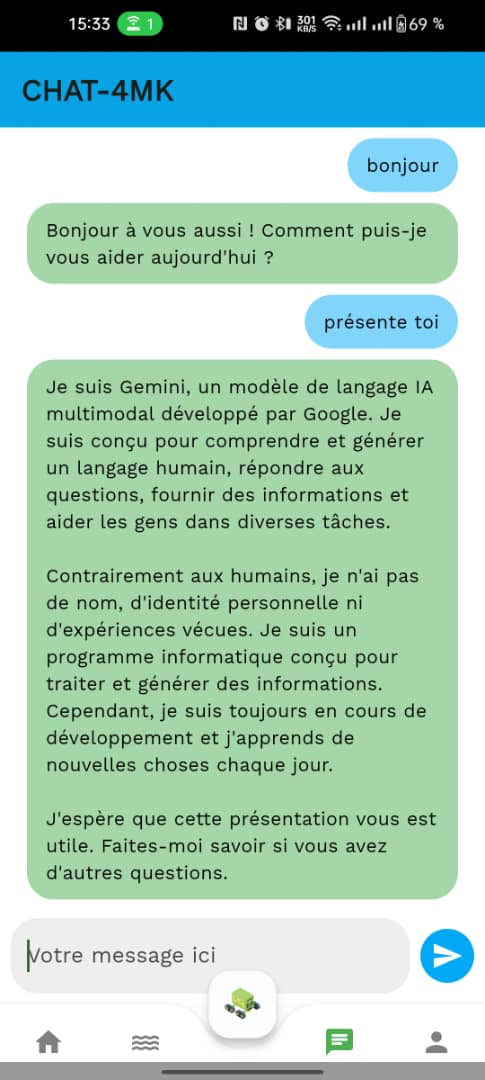 15:33 1 301 KB/S 69 %
CHAT-4MK
bonjour
Bonjour à vous aussi ! Comment puis-je
vous aider aujourd'hui ?
présente toi
Je suis Gemini, un modèle de langage IA
multimodal développé par Google. Je
suis conçu pour comprendre et générer
un langage humain, répondre aux
questions, fournir des informations et
aider les gens dans diverses tâches.
Contrairement aux humains, je n'ai pas
de nom, d'identité personnelle ni
d'expériences vécues. Je suis un
programme informatique conçu pour
traiter et générer des informations.
Cependant, je suis toujours en cours de
développement et j'apprends de
nouvelles choses chaque jour.
J'espère que cette présentation vous est
utile. Faites-moi savoir si vous avez
d'autres questions.
Votre message ici